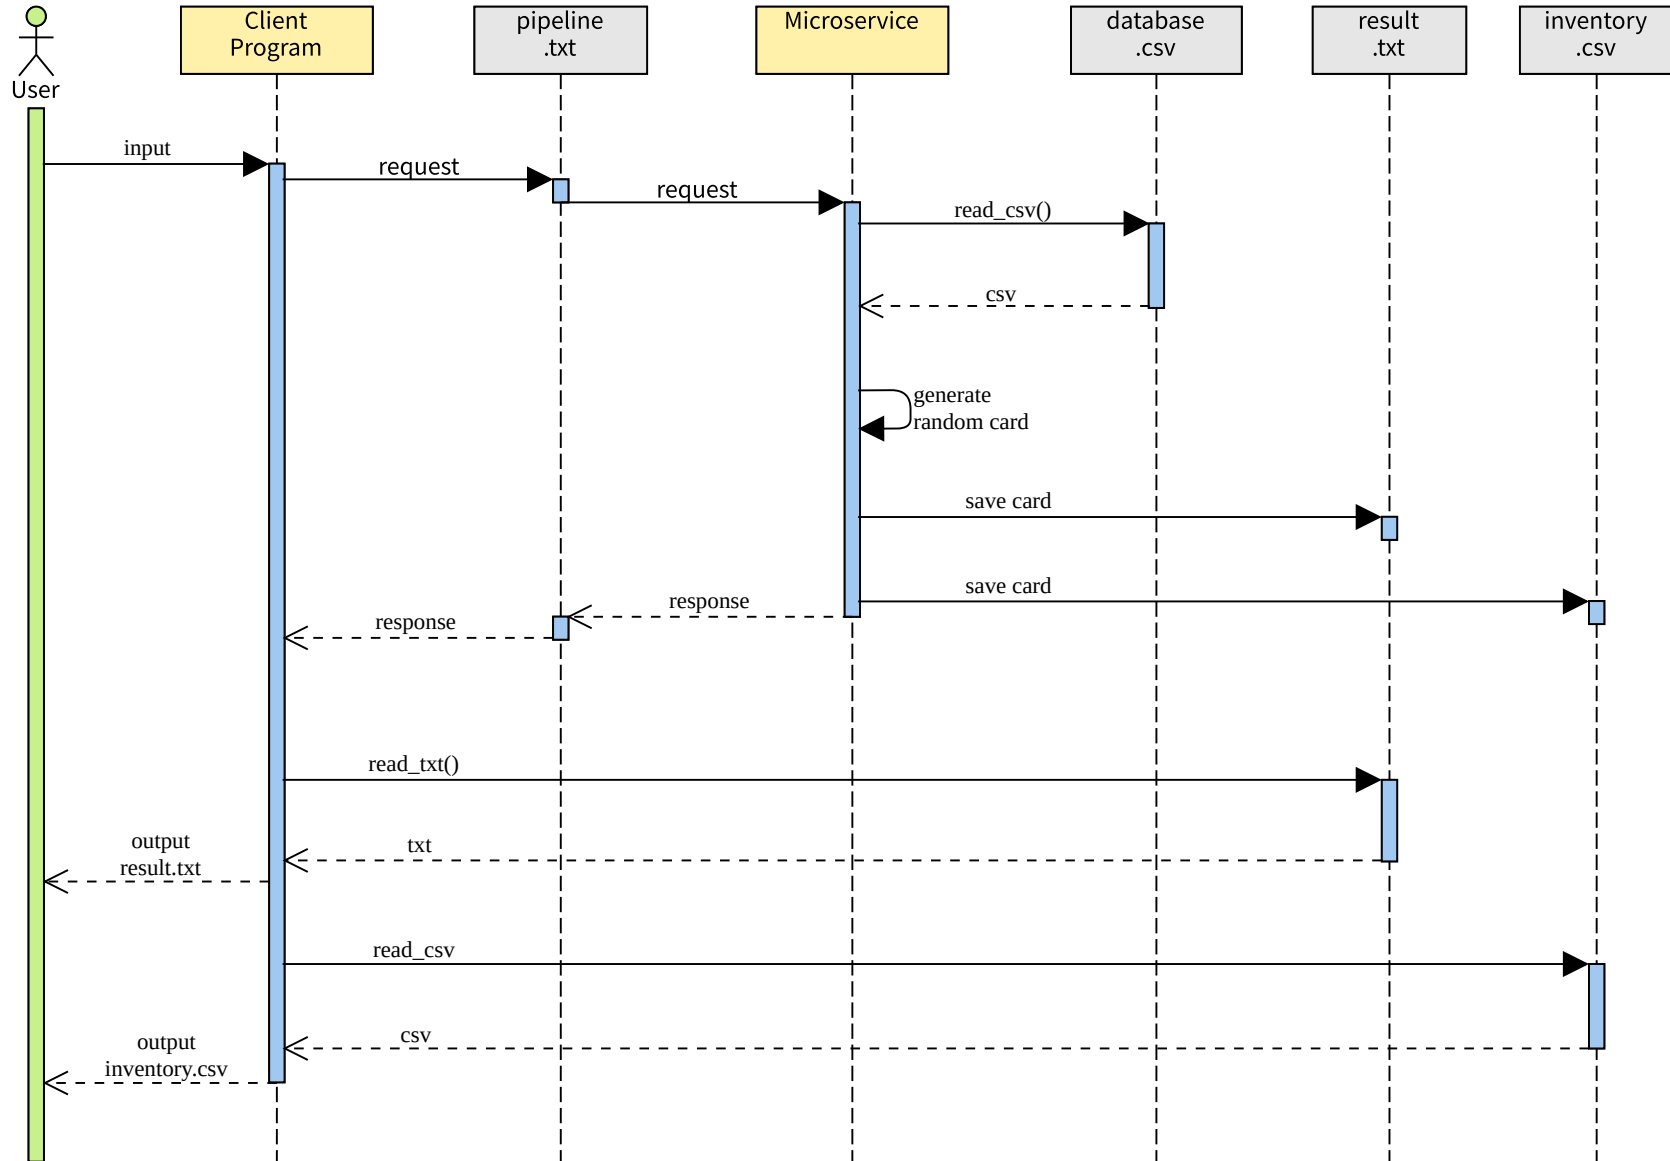 User
Client
Program
pipeline
.txt
Microservice
database
.csv
result
.txt
inventory
.csv
input
request
request
read_csv()
csv
generate
random card
save card
save card
response
response
read_txt()
txt
output
result.txt
read_csv
csv
output
inventory.csv